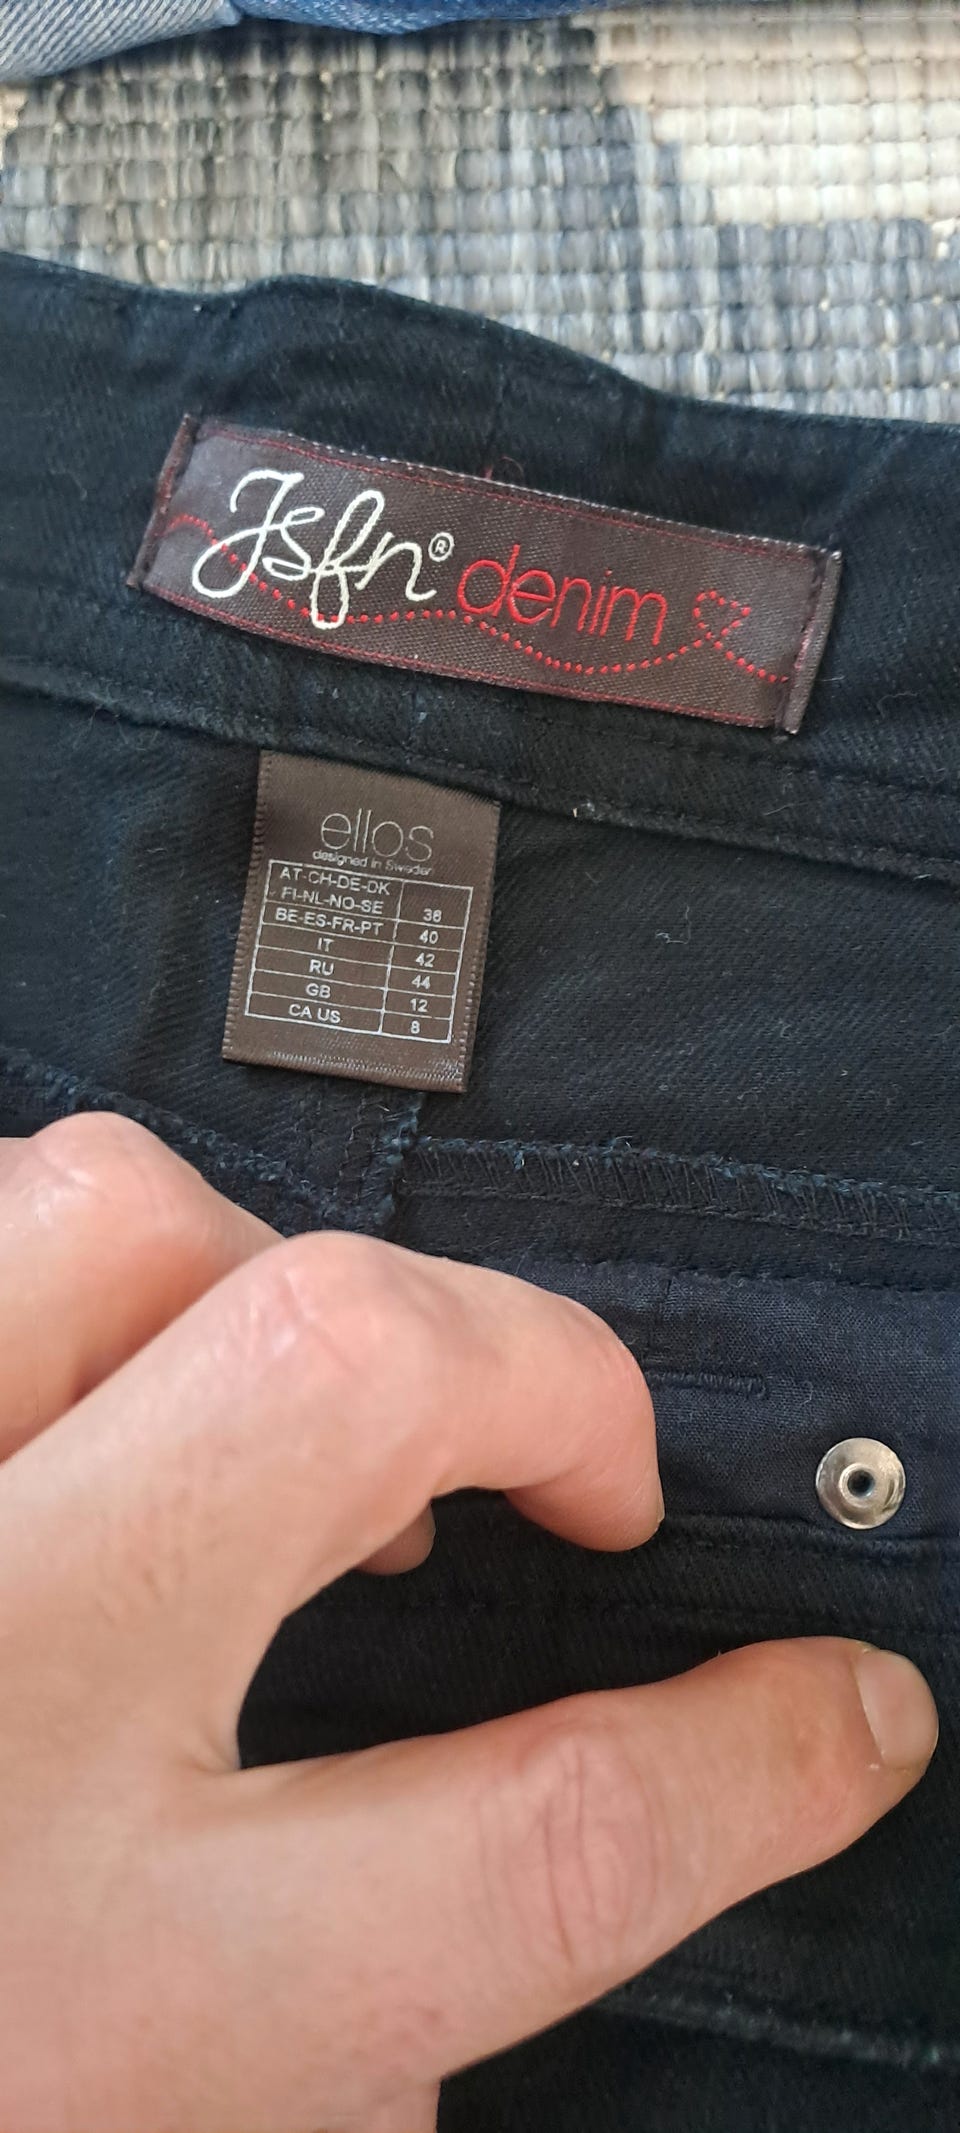 Jsfn® denim
ellos
designed in Sweden
AT-CH-DE-DK
FI-NL-NO-SE 38
BE-ES-FR-PT 40
IT 42
RU 44
GB 12
CA US 8